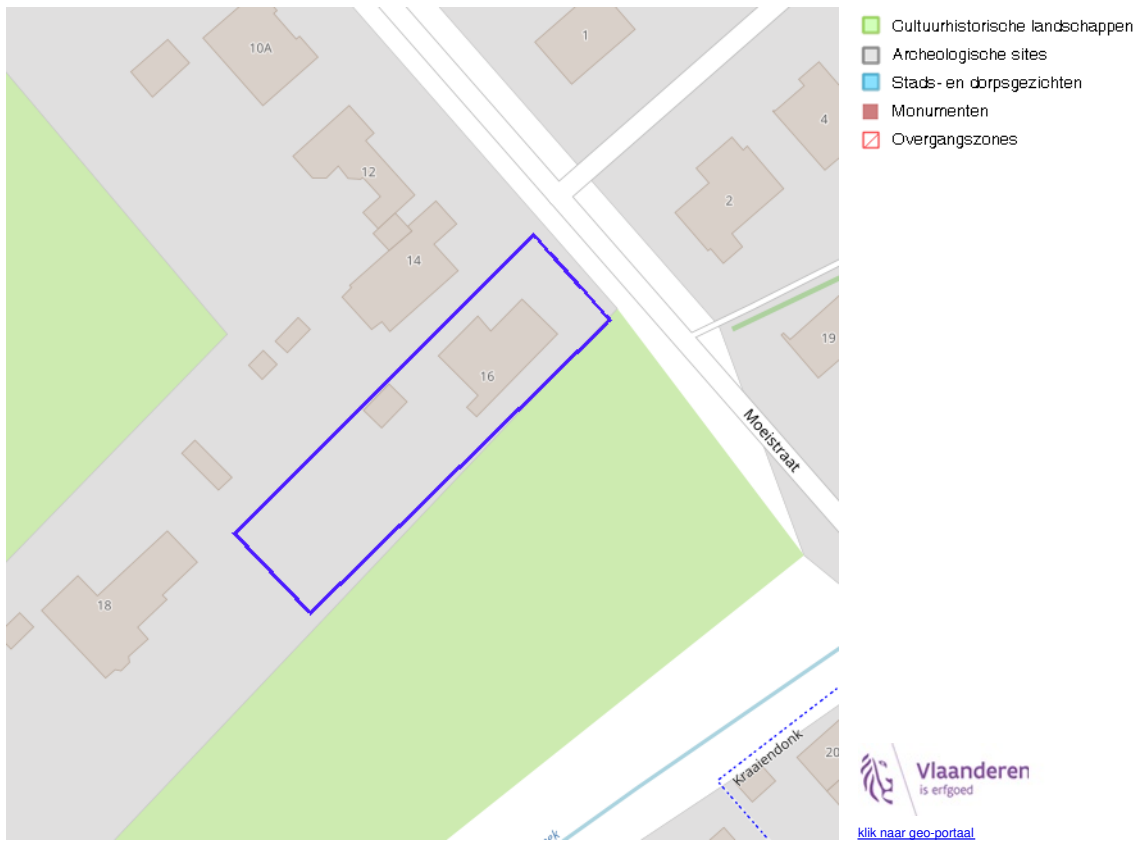 10A
1
Cultuurhistorische landschappen
Archeologische sites
Stads- en dorpsgezichten
Monumenten
Overgangszones
4
12
2
14
19
16
Moeistraat
18
Kraaiendonk
20
Vlaanderen
is erfgoed
klik naar geo-portaal
ek